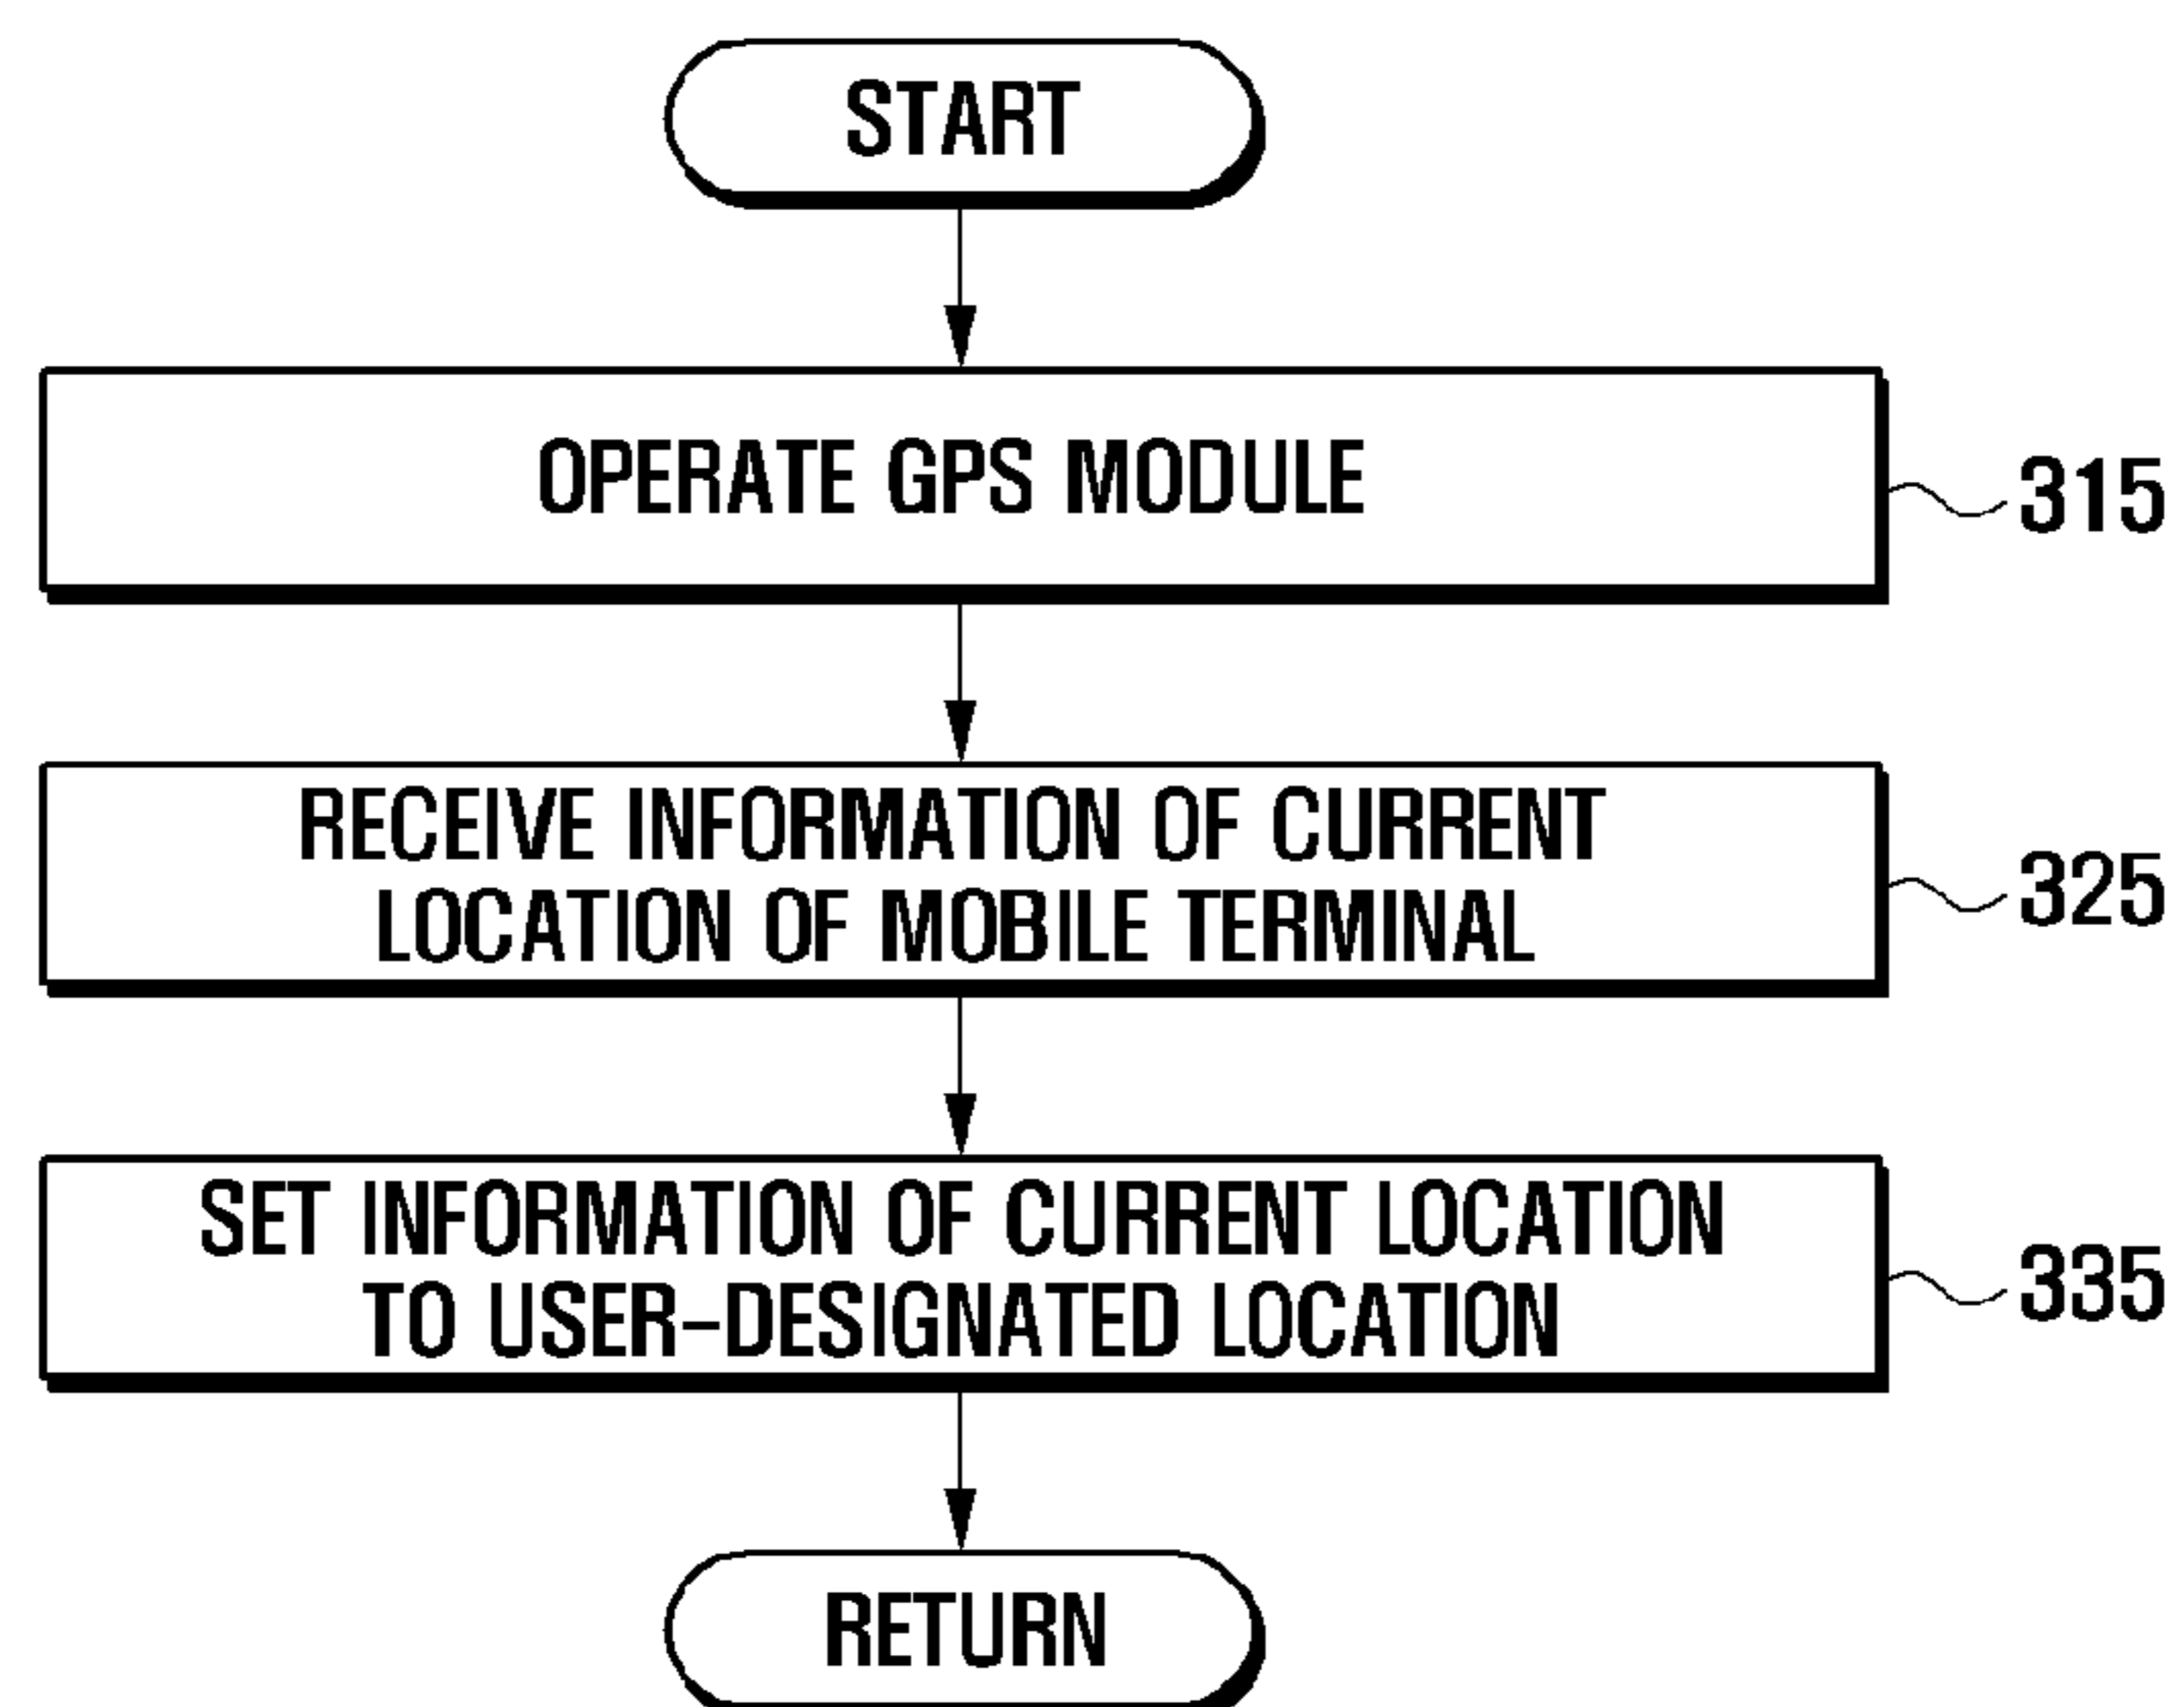 START
OPERATE GPS MODULE
315
RECEIVE INFORMATION OF CURRENT
LOCATION OF MOBILE TERMINAL
325
SET INFORMATION OF CURRENT LOCATION
TO USER-DESIGNATED LOCATION
335
RETURN